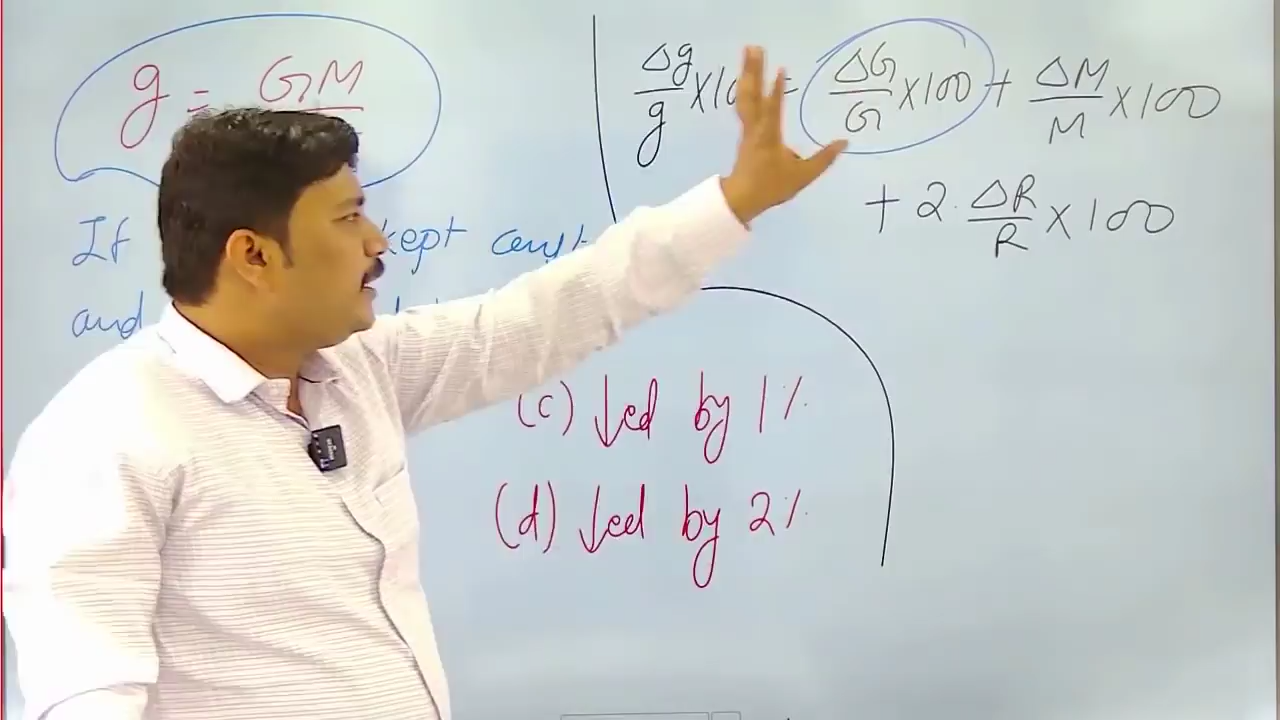 g = GM
If kept const
and
Δg/g ×10 = ΔG/G ×100 + ΔM/M ×100
+ 2. ΔR/R ×100
(c) ↓ed by 1%
(d) ↓ed by 2%